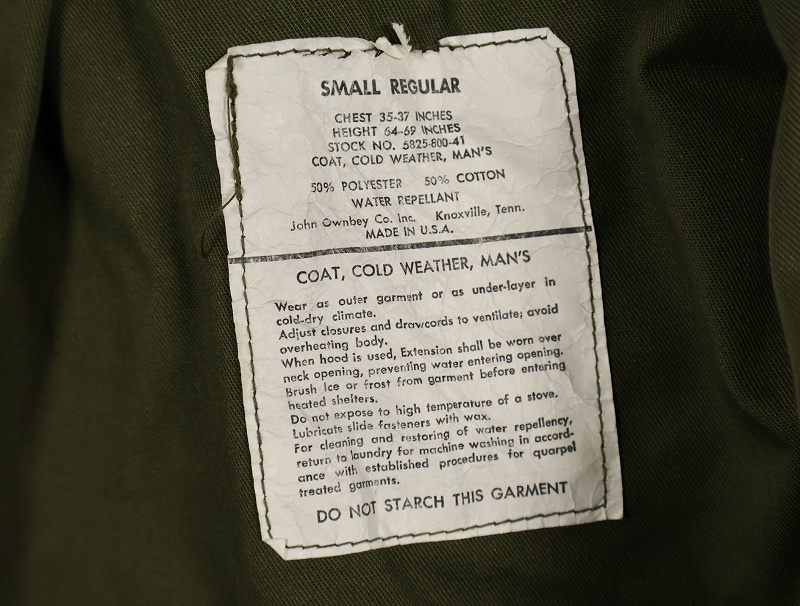 SMALL REGULAR
CHEST 35-37 INCHES
HEIGHT 64-69 INCHES
STOCK NO. 5825-800-41
COAT, COLD WEATHER, MAN'S
50% POLYESTER 50% COTTON
WATER REPELLANT
John Ownbey Co. Inc. Knoxville, Tenn.
MADE IN U.S.A.
COAT, COLD WEATHER, MAN'S
Wear as outer garment or as under-layer in
cold-dry climate.
Adjust closures and drawcords to ventilate; avoid
overheating body.
When hood is used, Extension shall be worn over
neck opening, preventing water entering opening.
Brush Ice or frost from garment before entering
heated shelters.
Do not expose to high temperature of a stove.
Lubricate slide fasteners with wax.
For cleaning and restoring of water repellency,
return to laundry for machine washing in accord-
ance with established procedures for quarpel
treated garments.
DO NOT STARCH THIS GARMENT